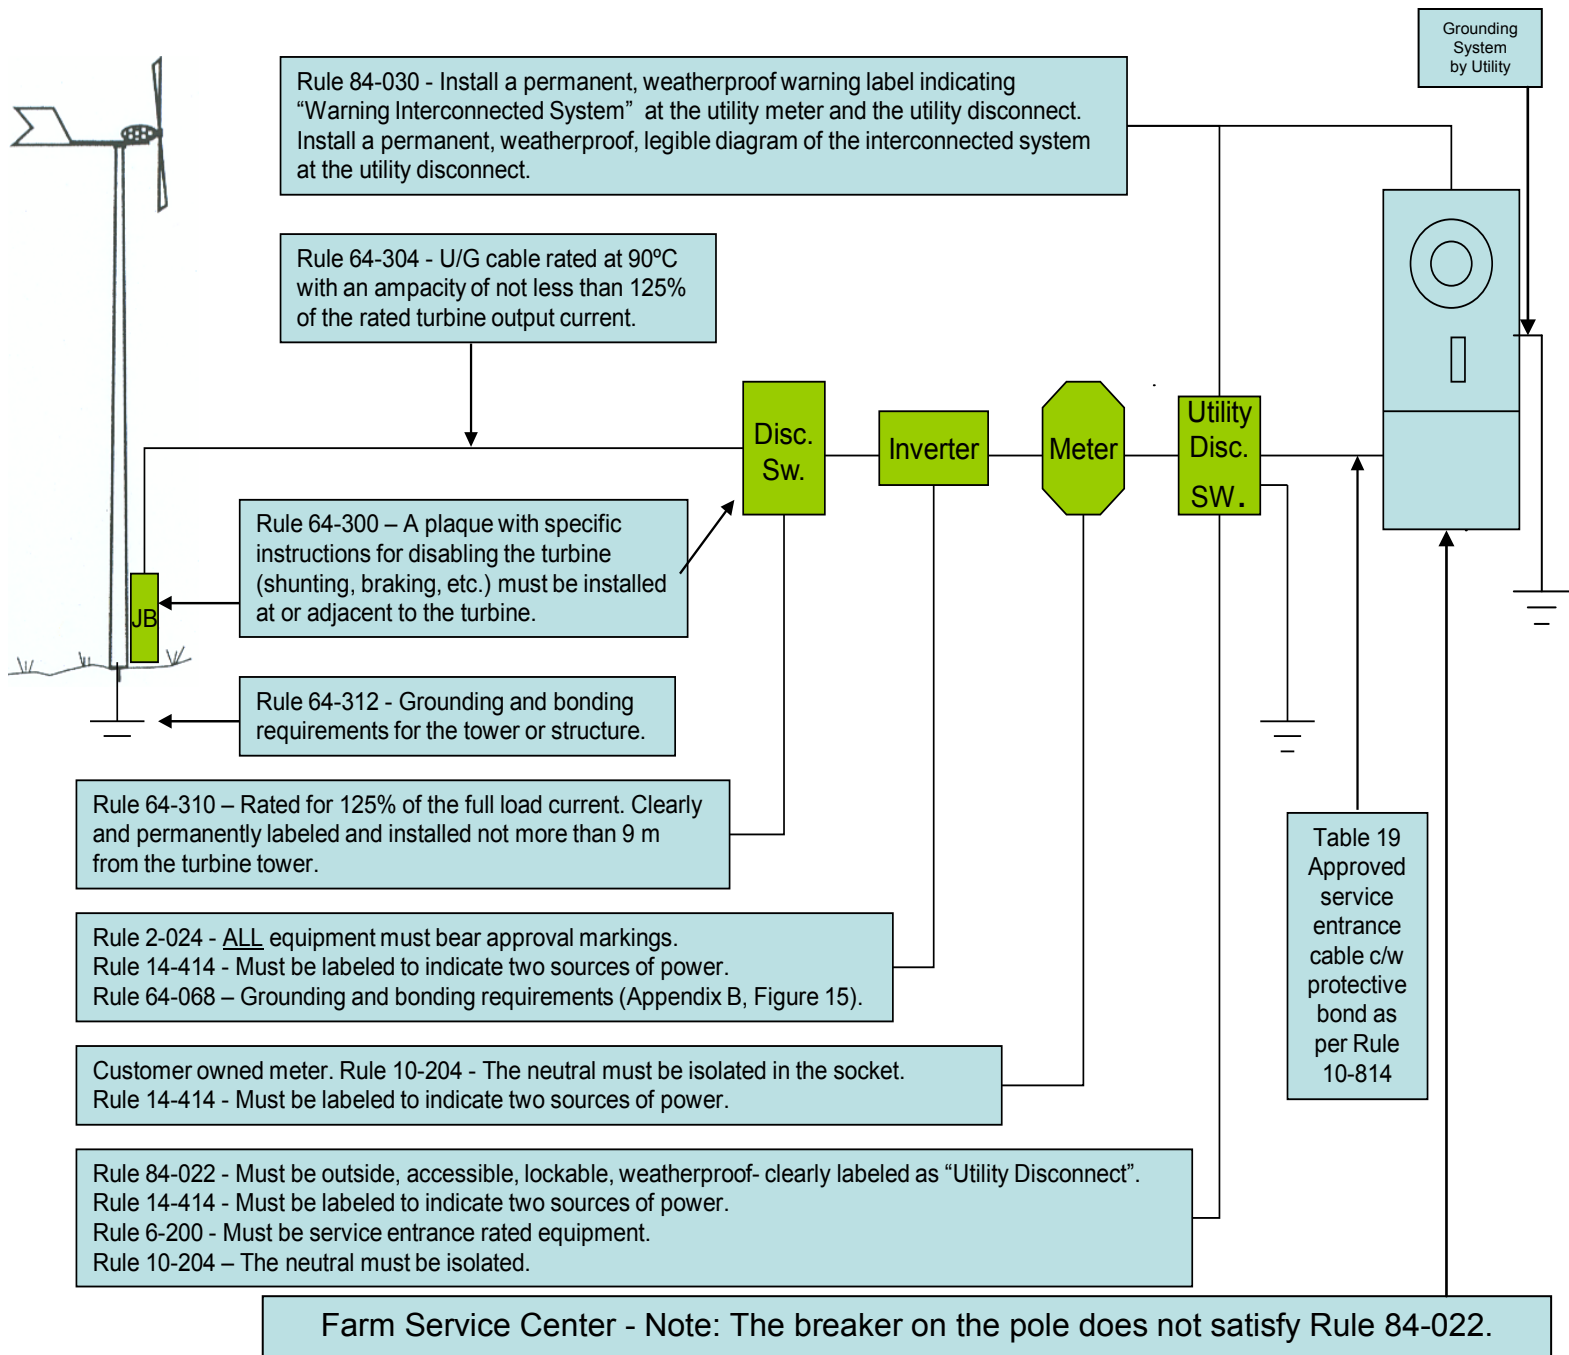 Grounding
System
by Utility
Rule 84-030 - Install a permanent, weatherproof warning label indicating
“Warning Interconnected System” at the utility meter and the utility disconnect.
Install a permanent, weatherproof, legible diagram of the interconnected system
at the utility disconnect.
Rule 64-304 - U/G cable rated at 90ºC
with an ampacity of not less than 125%
of the rated turbine output current.
Disc.
Sw.
Inverter
Meter
Utility
Disc.
SW.
Rule 64-300 – A plaque with specific
instructions for disabling the turbine
(shunting, braking, etc.) must be installed
at or adjacent to the turbine.
JB
Rule 64-312 - Grounding and bonding
requirements for the tower or structure.
Rule 64-310 – Rated for 125% of the full load current. Clearly
and permanently labeled and installed not more than 9 m
from the turbine tower.
Table 19
Approved
service
entrance
cable c/w
protective
bond as
per Rule
10-814
Rule 2-024 - ALL equipment must bear approval markings.
Rule 14-414 - Must be labeled to indicate two sources of power.
Rule 64-068 – Grounding and bonding requirements (Appendix B, Figure 15).
Customer owned meter. Rule 10-204 - The neutral must be isolated in the socket.
Rule 14-414 - Must be labeled to indicate two sources of power.
Rule 84-022 - Must be outside, accessible, lockable, weatherproof- clearly labeled as “Utility Disconnect”.
Rule 14-414 - Must be labeled to indicate two sources of power.
Rule 6-200 - Must be service entrance rated equipment.
Rule 10-204 – The neutral must be isolated.
Farm Service Center - Note: The breaker on the pole does not satisfy Rule 84-022.